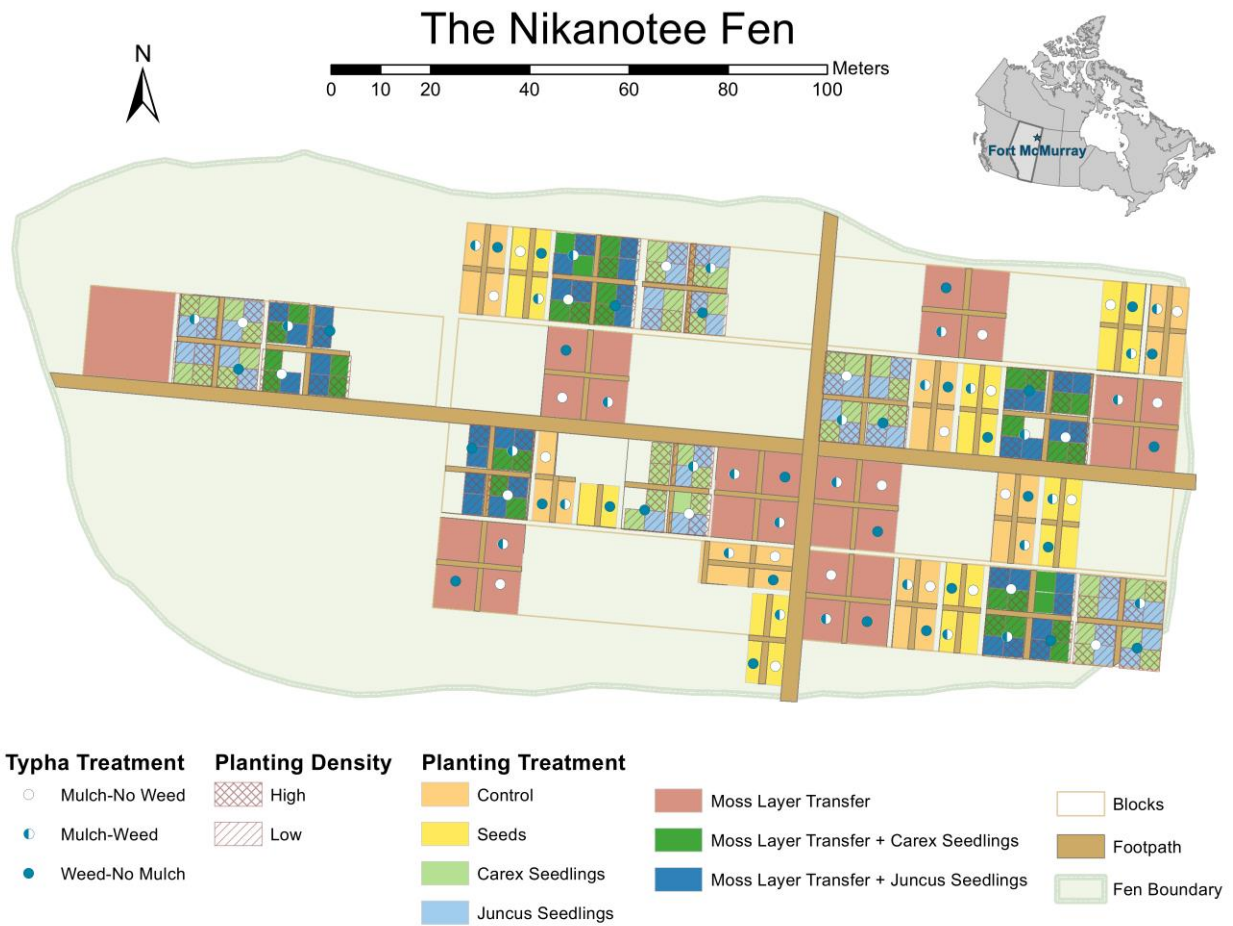 The Nikanotee Fen
N
Meters
0 10 20 40 60 80 100
Fort McMurray
Typha Treatment
Mulch-No Weed
Mulch-Weed
Weed-No Mulch
Planting Density
High
Low
Planting Treatment
Control
Seeds
Carex Seedlings
Juncus Seedlings
Moss Layer Transfer
Moss Layer Transfer + Carex Seedlings
Moss Layer Transfer + Juncus Seedlings
Blocks
Footpath
Fen Boundary